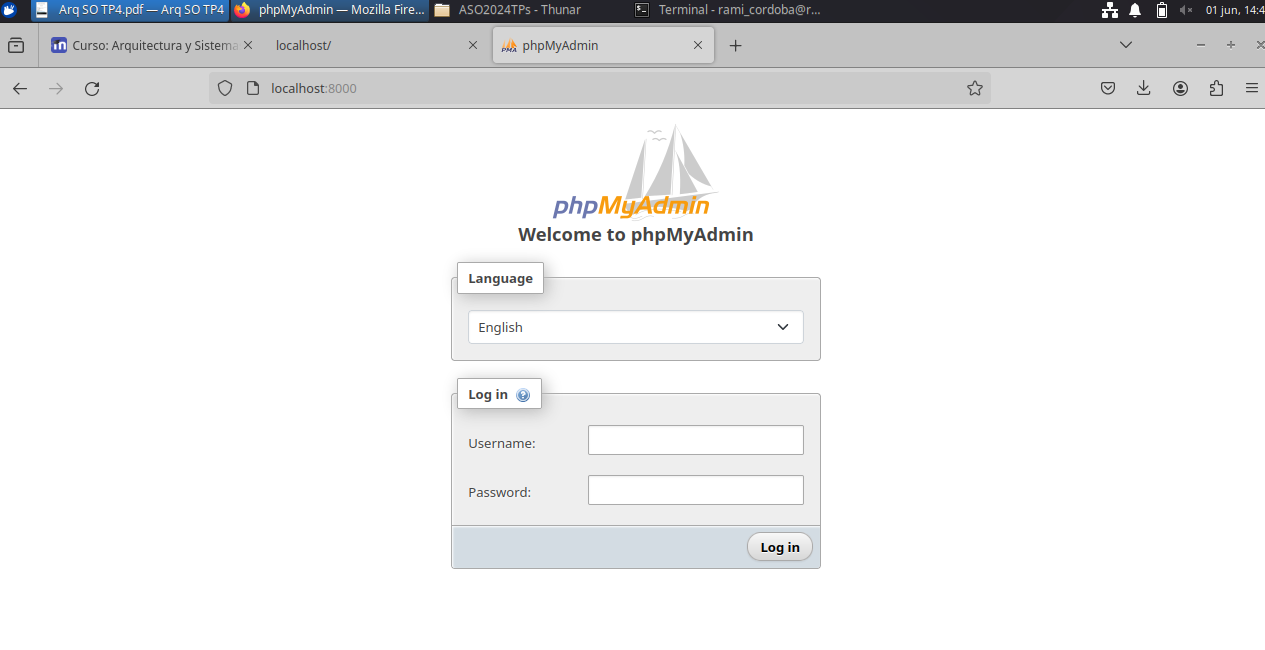 Arq SO TP4.pdf — Arq SO TP4
phpMyAdmin — Mozilla Fire...
ASO2024TPs - Thunar
Terminal - rami_cordoba@r...
01 jun, 14:4
Curso: Arquitectura y Sistema
localhost/
PMA
phpMyAdmin
localhost:8000
phpMyAdmin
Welcome to phpMyAdmin
Language
English
Log in
Username:
Password:
Log in